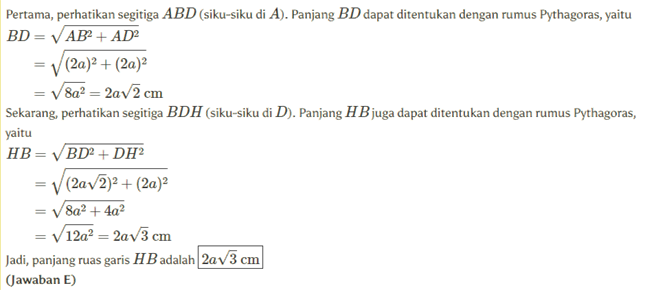 Pertama, perhatikan segitiga ABD (siku-siku di A). Panjang BD dapat ditentukan dengan rumus Pythagoras, yaitu
BD = √(AB² + AD²)
= √((2a)² + (2a)²)
= √(8a²) = 2a√2 cm
Sekarang, perhatikan segitiga BDH (siku-siku di D). Panjang HB juga dapat ditentukan dengan rumus Pythagoras,
yaitu
HB = √(BD² + DH²)
= √((2a√2)² + (2a)²)
= √(8a² + 4a²)
= √(12a²) = 2a√3 cm
Jadi, panjang ruas garis HB adalah 2a√3 cm
(Jawaban E)